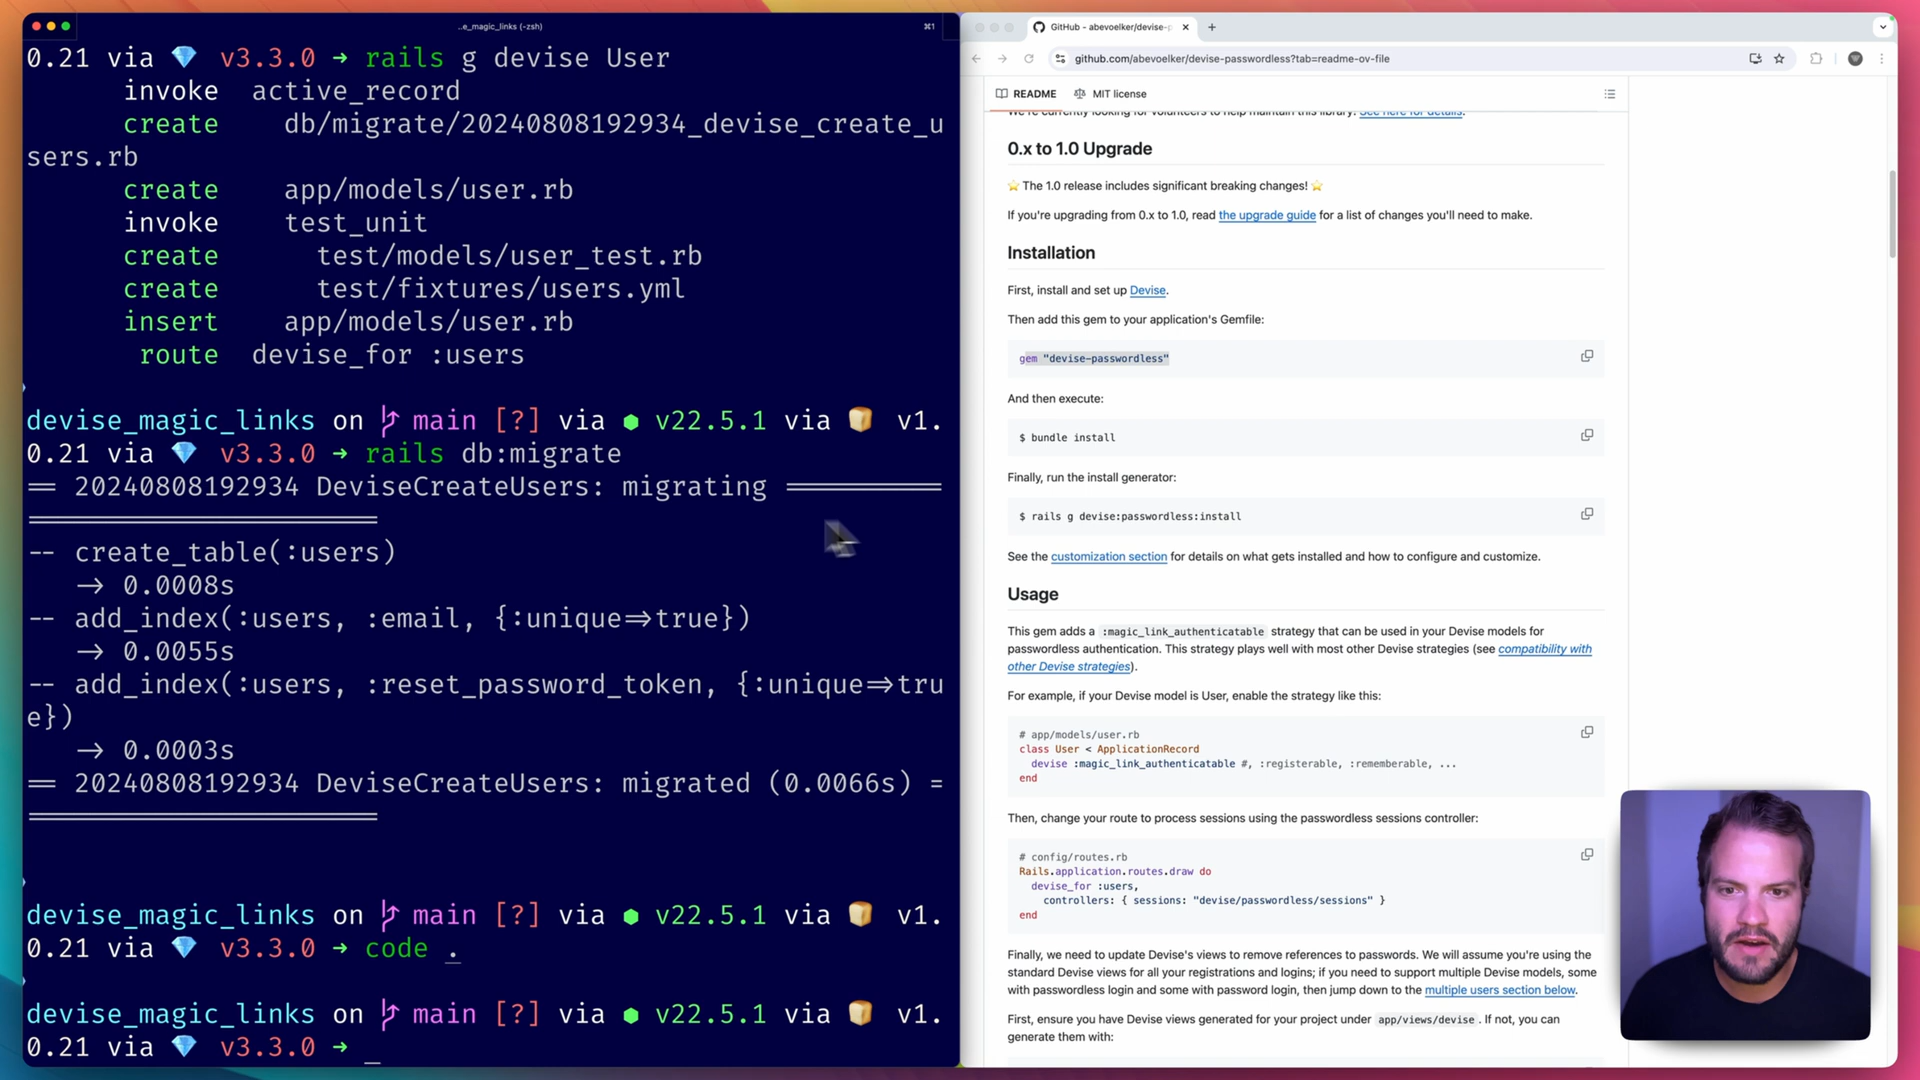 ..e_magic_links (-zsh)
⌘1
0.21 via 💎 v3.3.0 ➜ rails g devise User
invoke active_record
create db/migrate/20240808192934_devise_create_u
sers.rb
create app/models/user.rb
invoke test_unit
create test/models/user_test.rb
create test/fixtures/users.yml
insert app/models/user.rb
route devise_for :users
devise_magic_links on main [?] via ⬢ v22.5.1 via 🍞 v1.
0.21 via 💎 v3.3.0 ➜ rails db:migrate
== 20240808192934 DeviseCreateUsers: migrating ==========
======================
-- create_table(:users)
-> 0.0008s
-- add_index(:users, :email, {:unique=>true})
-> 0.0055s
-- add_index(:users, :reset_password_token, {:unique=>tru
e})
-> 0.0003s
== 20240808192934 DeviseCreateUsers: migrated (0.0066s) =
======================
devise_magic_links on main [?] via ⬢ v22.5.1 via 🍞 v1.
0.21 via 💎 v3.3.0 ➜ code .
devise_magic_links on main [?] via ⬢ v22.5.1 via 🍞 v1.
0.21 via 💎 v3.3.0 ➜ _
GitHub - abevoelker/devise-p
github.com/abevoelker/devise-passwordless?tab=readme-ov-file
README
MIT license
We're currently looking for volunteers to help maintain this library! See here for details.
0.x to 1.0 Upgrade
⭐ The 1.0 release includes significant breaking changes! ⭐
If you're upgrading from 0.x to 1.0, read the upgrade guide for a list of changes you'll need to make.
Installation
First, install and set up Devise.
Then add this gem to your application's Gemfile:
gem "devise-passwordless"
And then execute:
$ bundle install
Finally, run the install generator:
$ rails g devise:passwordless:install
See the customization section for details on what gets installed and how to configure and customize.
Usage
This gem adds a :magic_link_authenticatable strategy that can be used in your Devise models for
passwordless authentication. This strategy plays well with most other Devise strategies (see compatibility with
other Devise strategies).
For example, if your Devise model is User, enable the strategy like this:
# app/models/user.rb
class User < ApplicationRecord
devise :magic_link_authenticatable #, :registerable, :rememberable, ...
end
Then, change your route to process sessions using the passwordless sessions controller:
# config/routes.rb
Rails.application.routes.draw do
devise_for :users,
controllers: { sessions: "devise/passwordless/sessions" }
end
Finally, we need to update Devise's views to remove references to passwords. We will assume you're using the
standard Devise views for all your registrations and logins; if you need to support multiple Devise models, some
with passwordless login and some with password login, then jump down to the multiple users section below.
First, ensure you have Devise views generated for your project under app/views/devise. If not, you can
generate them with: